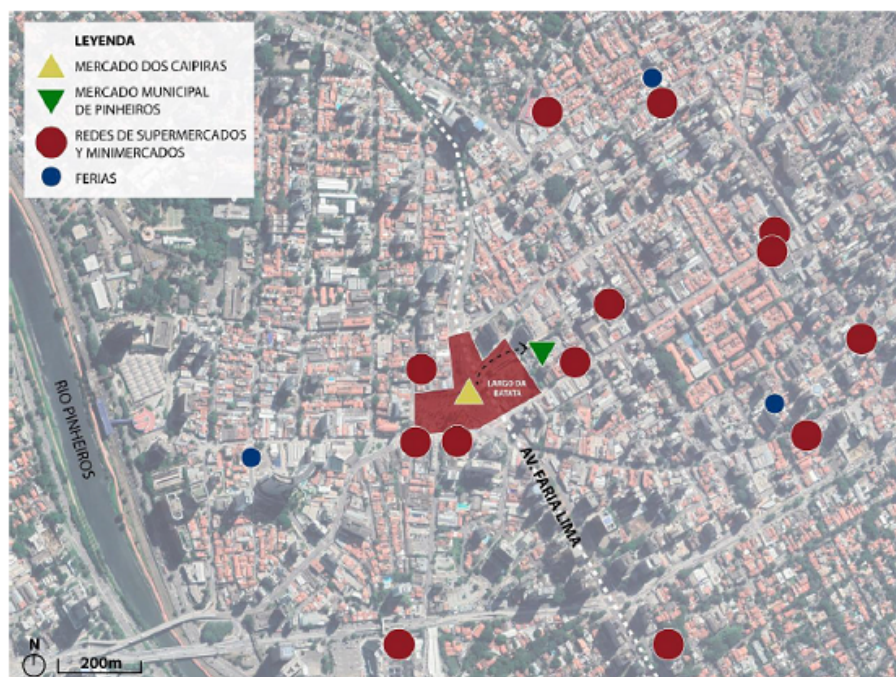 LEYENDA
MERCADO DOS CAIPIRAS
MERCADO MUNICIPAL
DE PINHEIROS
REDES DE SUPERMERCADOS
Y MINIMERCADOS
FERIAS
LARGO DA
BATATA
RIO PINHEIROS
AV. FARIA LIMA
N
200m